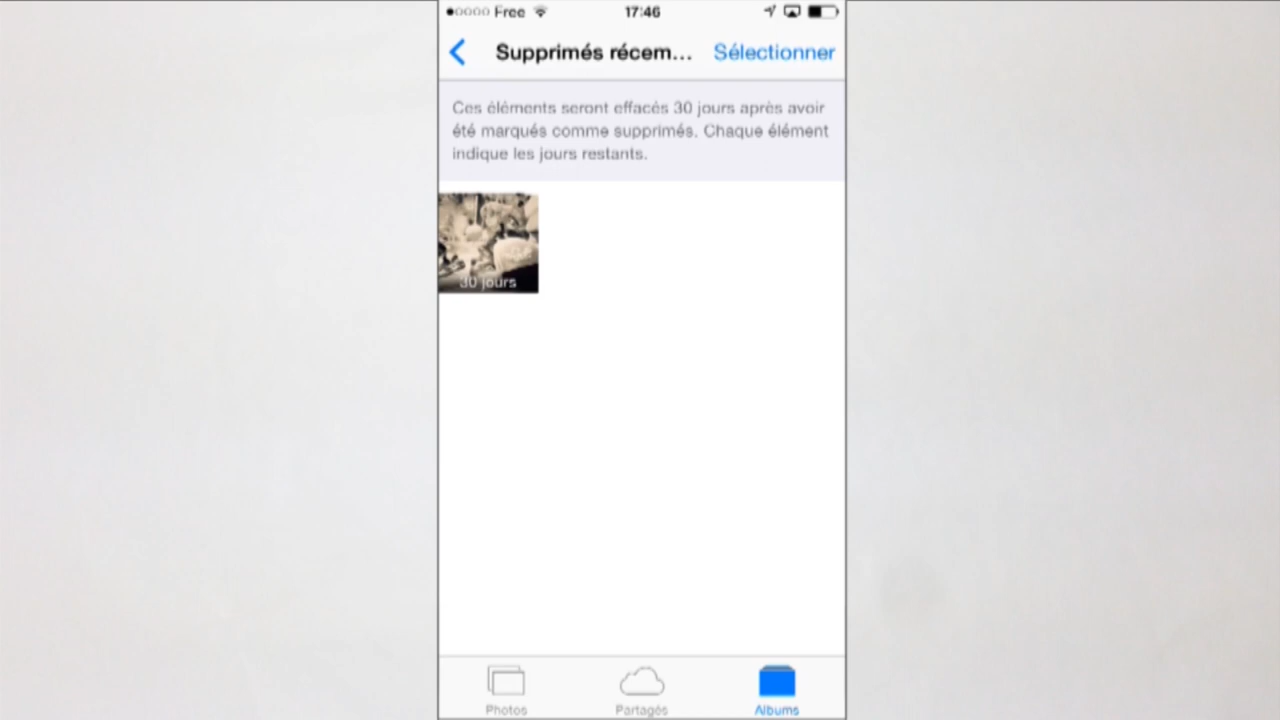 Free 17:46
Supprimés récem... Sélectionner
Ces éléments seront effacés 30 jours après avoir
été marqués comme supprimés. Chaque élément
indique les jours restants.
30 jours
Photos Partagés Albums